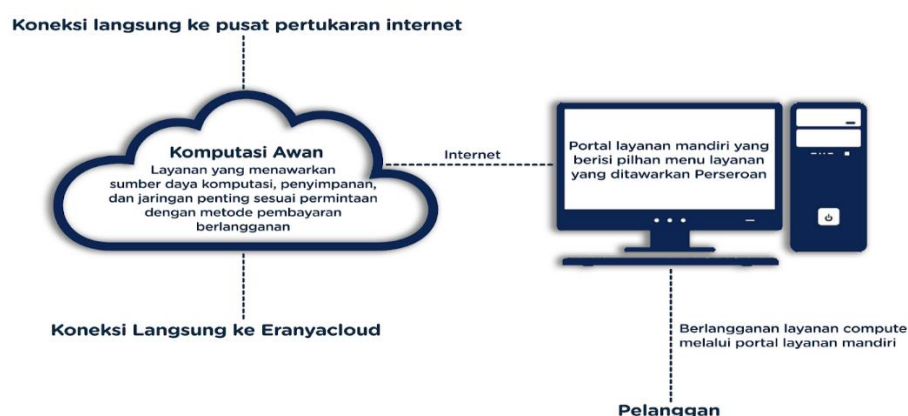 Koneksi langsung ke pusat pertukaran internet
Komputasi Awan
Layanan yang menawarkan
sumber daya komputasi, penyimpanan,
dan jaringan penting sesuai permintaan
dengan metode pembayaran
berlangganan
Internet
Portal layanan mandiri yang
berisi pilhan menu layanan
yang ditawarkan Perseroan
Koneksi Langsung ke Eranyacloud
Berlangganan layanan compute
melalui portal layanan mandiri
Pelanggan